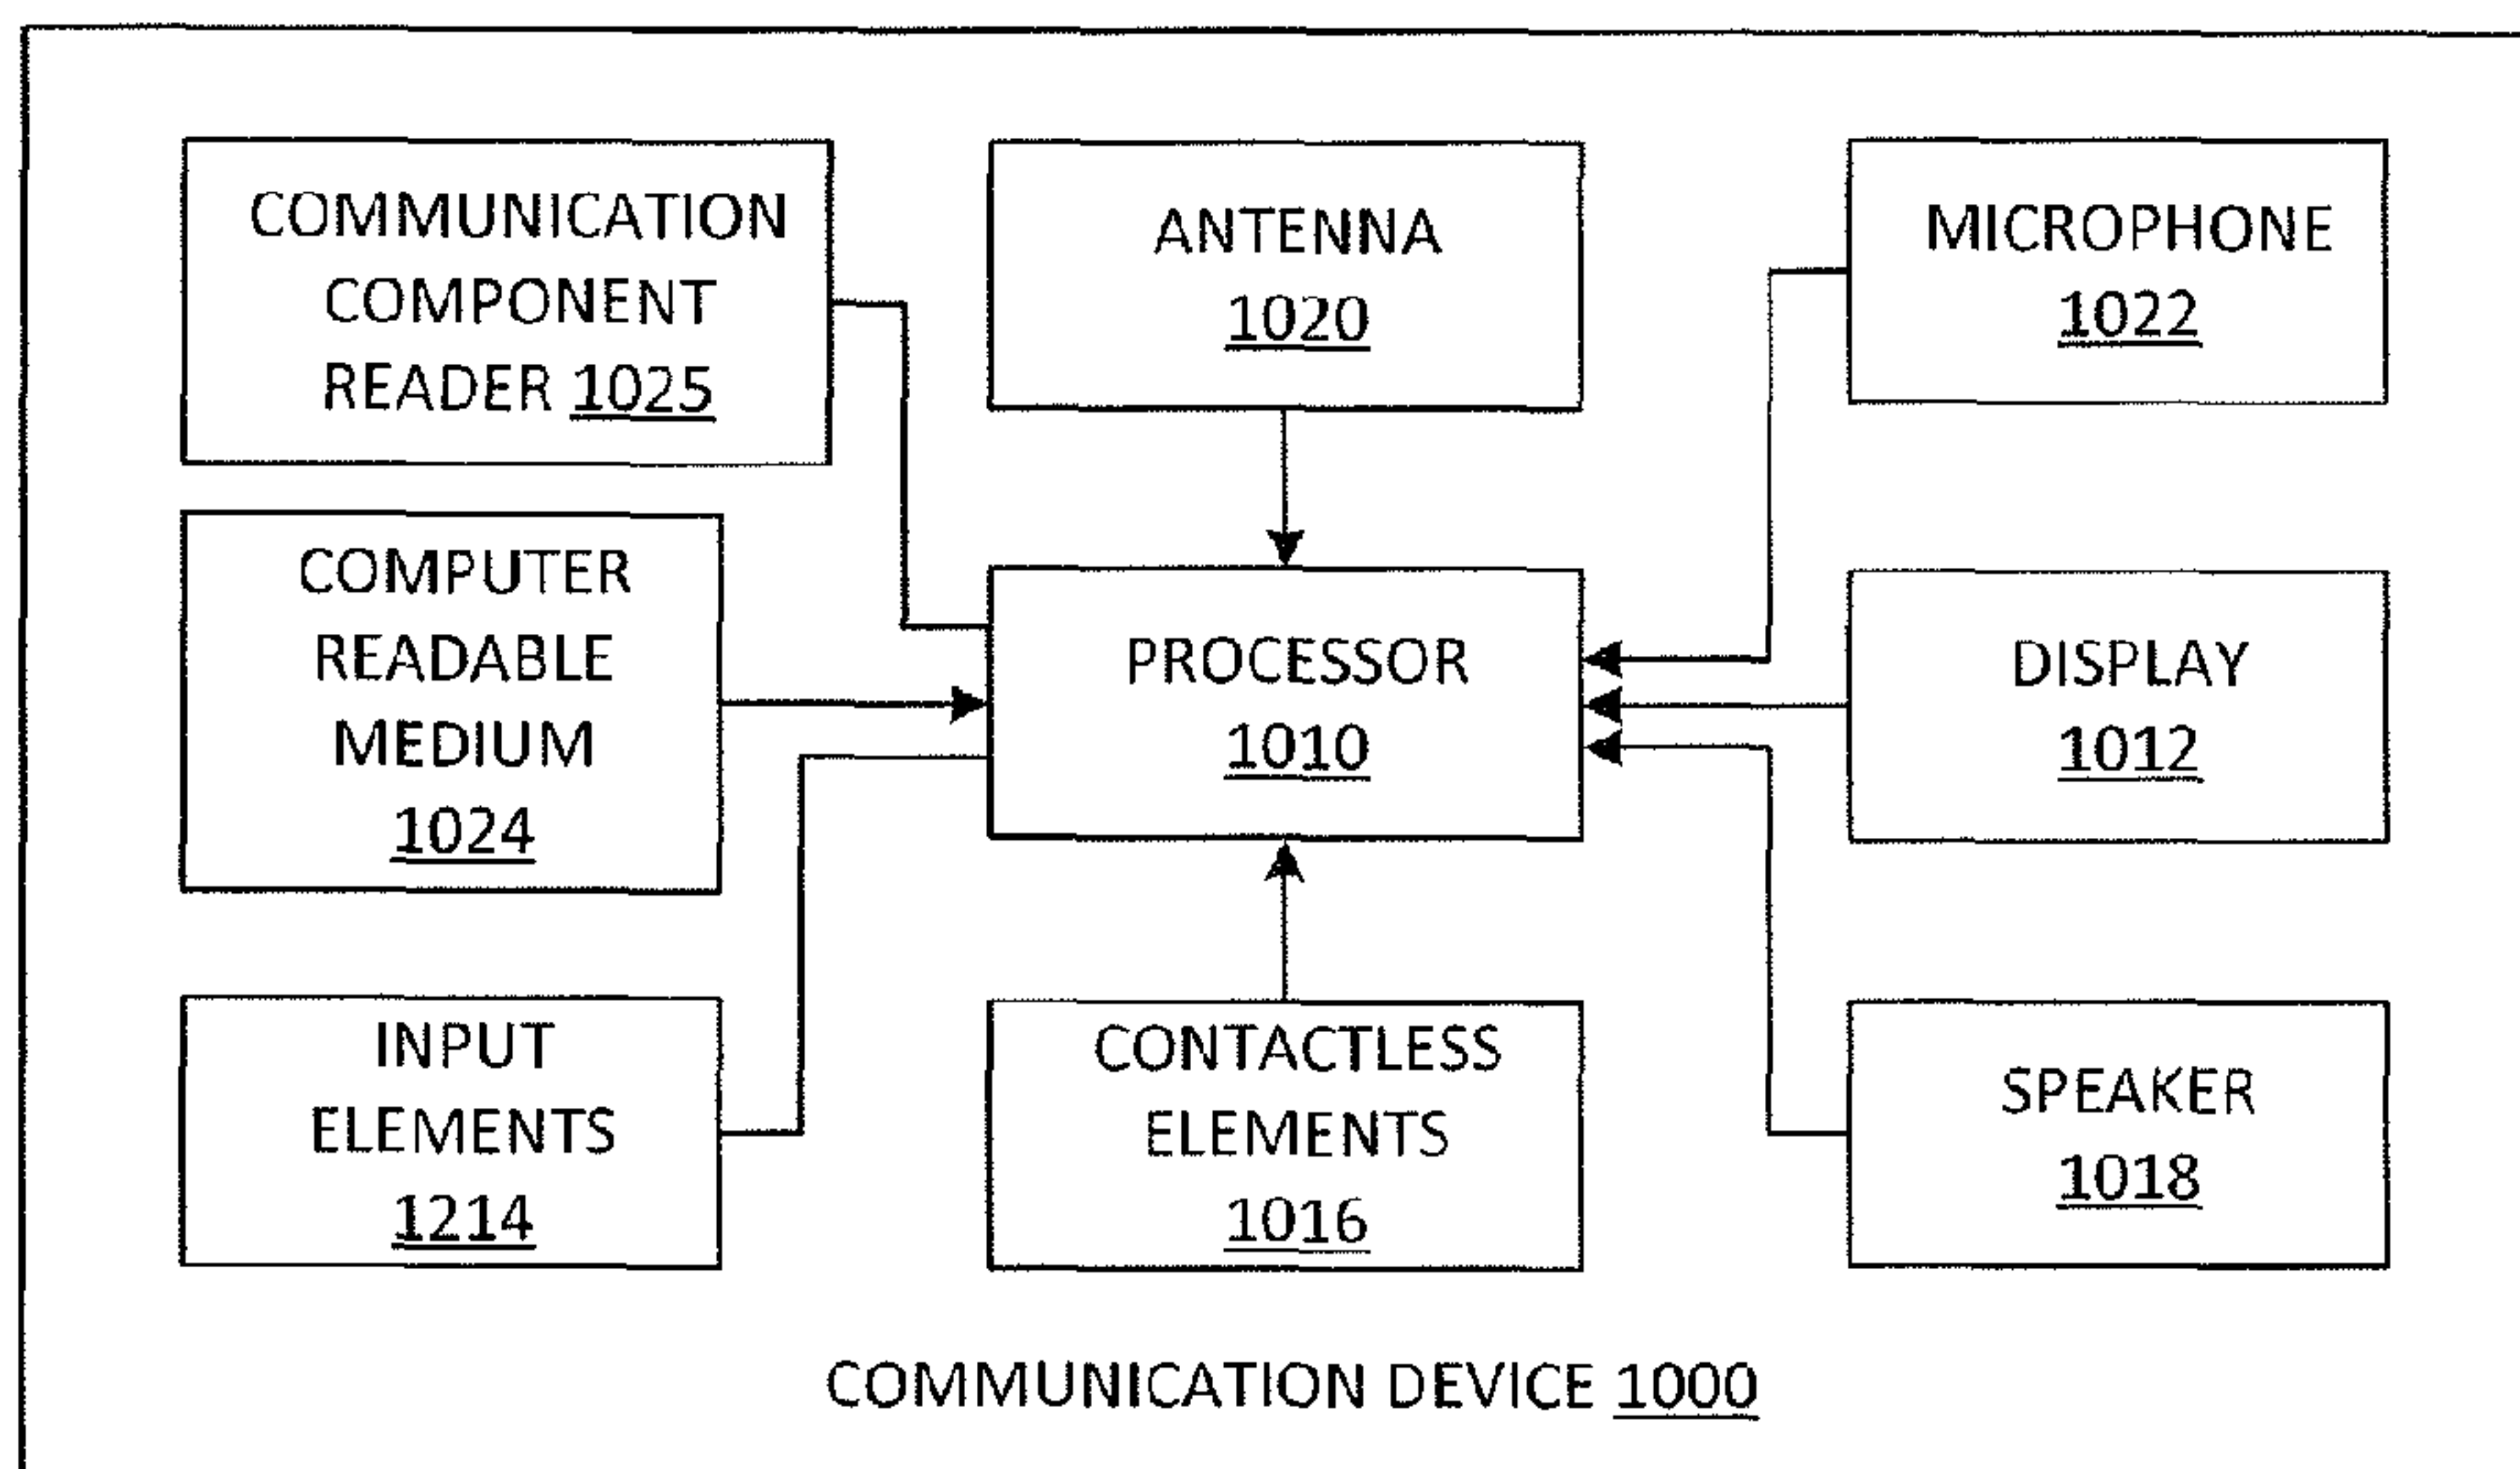 COMMUNICATION
COMPONENT
READER 1025
ANTENNA
1020
MICROPHONE
1022
COMPUTER
READABLE
MEDIUM
1024
PROCESSOR
1010
DISPLAY
1012
INPUT
ELEMENTS
1214
CONTACTLESS
ELEMENTS
1016
SPEAKER
1018
COMMUNICATION DEVICE 1000